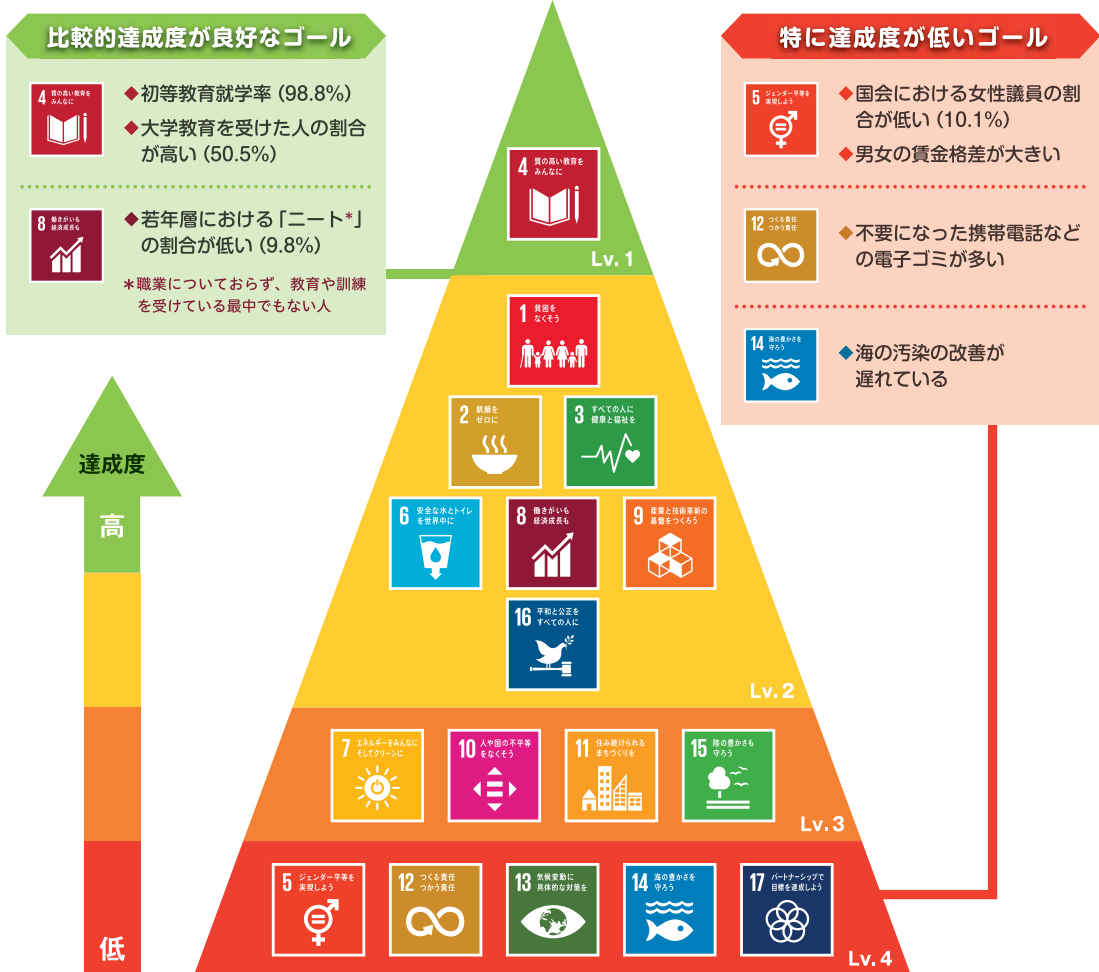 比較的達成度が良好なゴール
4 質の高い教育を
みんなに
◆初等教育就学率(98.8%)
◆大学教育を受けた人の割合
が高い(50.5%)
8 働きがいも
経済成長も
◆若年層における「ニート*」
の割合が低い(9.8%)
*職業についておらず、教育や訓練
を受けている最中でもない人
特に達成度が低いゴール
5 ジェンダー平等を
実現しよう
◆国会における女性議員の割
合が低い(10.1%)
◆男女の賃金格差が大きい
12 つくる責任
つかう責任
◆不要になった携帯電話など
の電子ゴミが多い
14 海の豊かさを
守ろう
◆海の汚染の改善が
遅れている
達成度
高
低
4 質の高い教育を
みんなに
Lv.1
1 貧困を
なくそう
2 飢餓を
ゼロに
3 すべての人に
健康と福祉を
6 安全な水とトイレ
を世界中に
8 働きがいも
経済成長も
9 産業と技術革新の
基盤をつくろう
16 平和と公正を
すべての人に
Lv.2
7 エネルギーをみんなに
そしてクリーンに
10 人や国の不平等
をなくそう
11 住み続けられる
まちづくりを
15 陸の豊かさも
守ろう
Lv.3
5 ジェンダー平等を
実現しよう
12 つくる責任
つかう責任
13 気候変動に
具体的な対策を
14 海の豊かさを
守ろう
17 パートナーシップで
目標を達成しよう
Lv.4